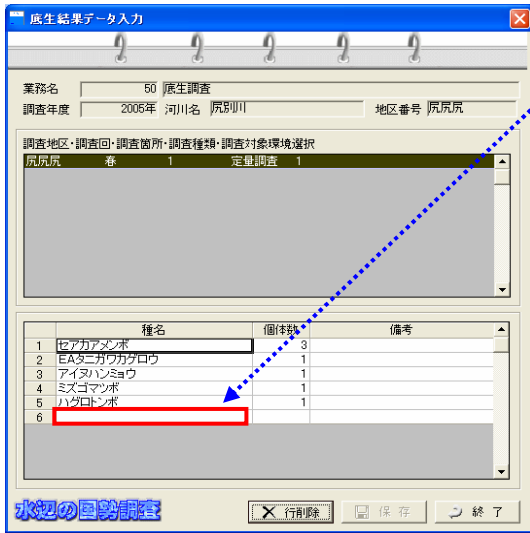 底生結果データ入力
業務名 50 底生調査
調査年度 2005年 河川名 尻別川 地区番号 尻尻尻
調査地区・調査回・調査箇所・調査種類・調査対象環境選択
尻尻尻 春 1 定量調査 1
種名 個体数 備考
1 セアカアメンボ 3
2 EAタニガワカゲロウ 1
3 アイヌハンミョウ 1
4 ミズゴマツボ 1
5 ハグロトンボ 1
6
水辺の国勢調査 行削除 保存 終了